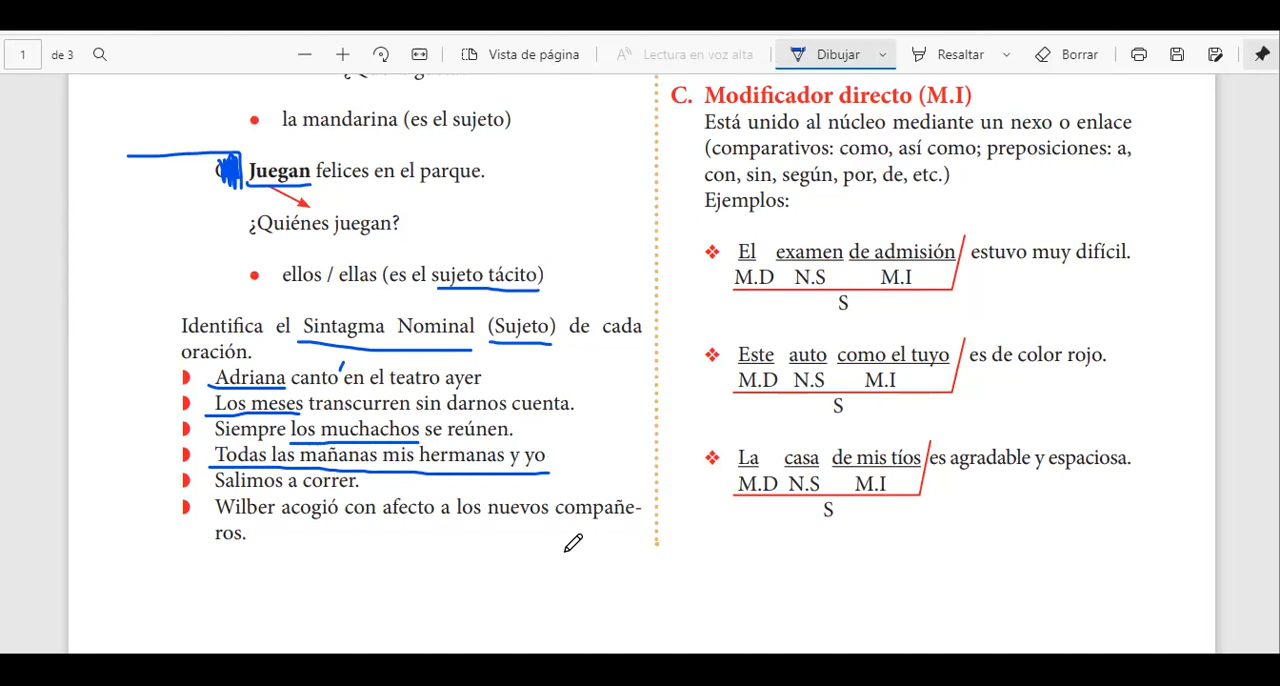 1 de 3 Vista de página Lectura en voz alta Dibujar Resaltar Borrar
la mandarina (es el sujeto)
Juegan felices en el parque.
¿Quiénes juegan?
ellos / ellas (es el sujeto tácito)
Identifica el Sintagma Nominal (Sujeto) de cada
oración.
Adriana canto en el teatro ayer
Los meses transcurren sin darnos cuenta.
Siempre los muchachos se reúnen.
Todas las mañanas mis hermanas y yo
Salimos a correr.
Wilber acogió con afecto a los nuevos compañe-
ros.
C. Modificador directo (M.I)
Está unido al núcleo mediante un nexo o enlace
(comparativos: como, así como; preposiciones: a,
con, sin, según, por, de, etc.)
Ejemplos:
El examen de admisión / estuvo muy difícil.
M.D N.S M.I
S
Este auto como el tuyo / es de color rojo.
M.D N.S M.I
S
La casa de mis tíos / es agradable y espaciosa.
M.D N.S M.I
S